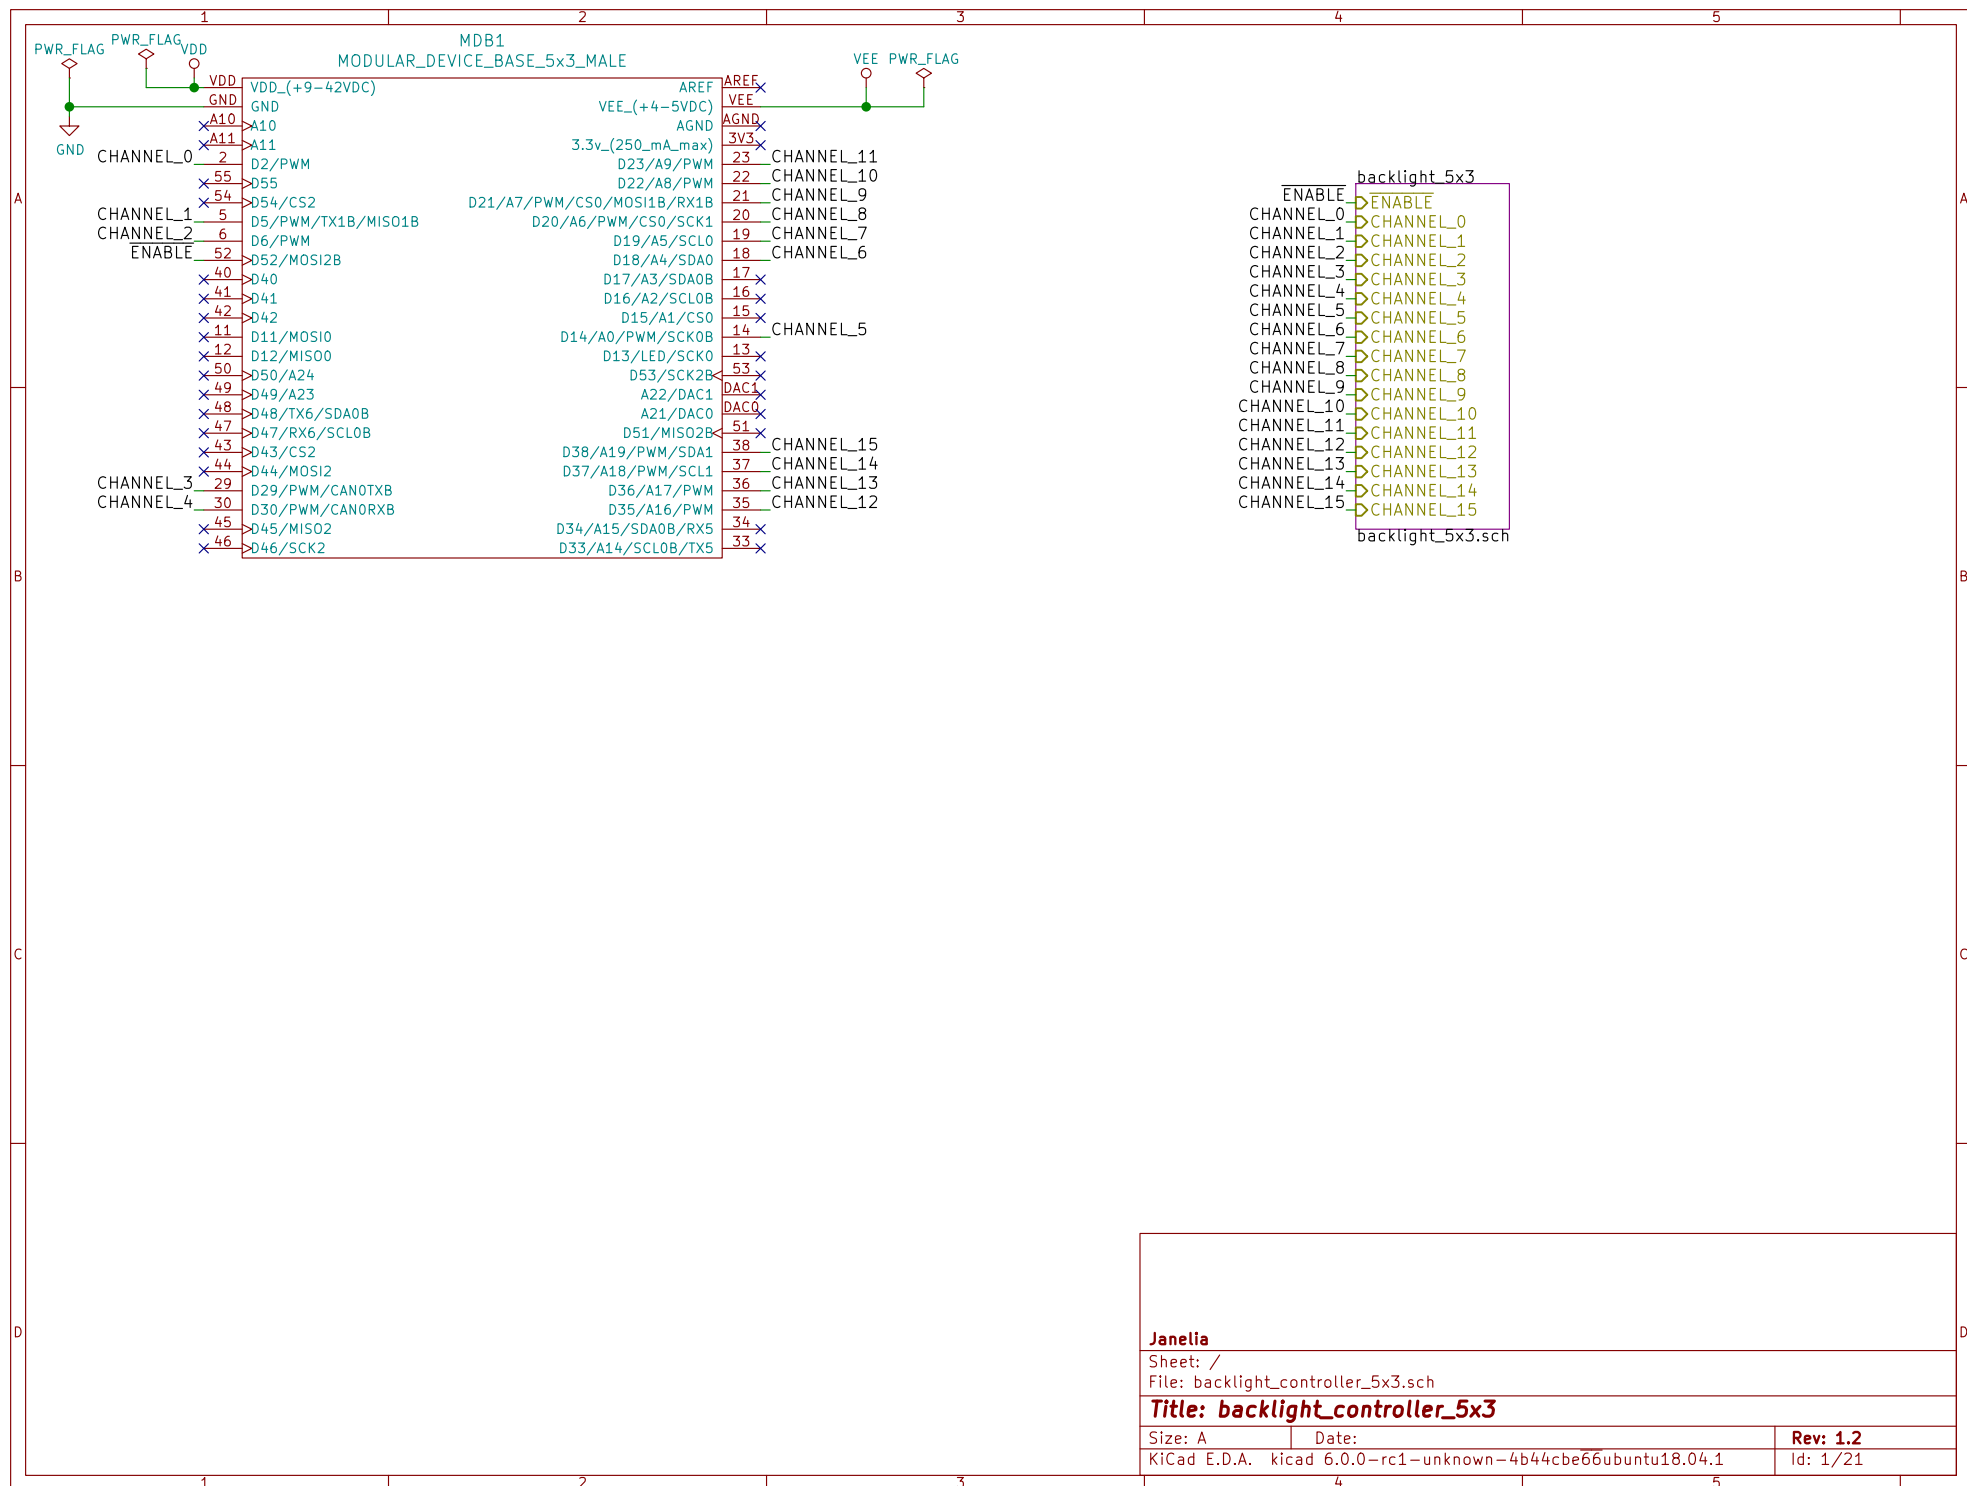 1 2 3 4 5
PWR_FLAG PWR_FLAG VDD
MDB1
MODULAR_DEVICE_BASE_5x3_MALE
VEE PWR_FLAG
VDD VDD_(+9-42VDC) AREF AREF
GND GND VEE_(+4-5VDC) VEE
A10 A10 AGND AGND
GND
A11 A11 3.3v_(250_mA_max) 3V3
CHANNEL_0 2 D2/PWM D23/A9/PWM 23 CHANNEL_11
55 D55 D22/A8/PWM 22 CHANNEL_10
54 D54/CS2 D21/A7/PWM/CS0/MOSI1B/RX1B 21 CHANNEL_9
CHANNEL_1 5 D5/PWM/TX1B/MISO1B D20/A6/PWM/CS0/SCK1 20 CHANNEL_8
CHANNEL_2 6 D6/PWM D19/A5/SCL0 19 CHANNEL_7
ENABLE 52 D52/MOSI2B D18/A4/SDA0 18 CHANNEL_6
40 D40 D17/A3/SDA0B 17
41 D41 D16/A2/SCL0B 16
42 D42 D15/A1/CS0 15
11 D11/MOSI0 D14/A0/PWM/SCK0B 14 CHANNEL_5
12 D12/MISO0 D13/LED/SCK0 13
50 D50/A24 D53/SCK2B 53
49 D49/A23 A22/DAC1 DAC1
48 D48/TX6/SDA0B A21/DAC0 DAC0
47 D47/RX6/SCL0B D51/MISO2B 51
43 D43/CS2 D38/A19/PWM/SDA1 38 CHANNEL_15
44 D44/MOSI2 D37/A18/PWM/SCL1 37 CHANNEL_14
CHANNEL_3 29 D29/PWM/CAN0TXB D36/A17/PWM 36 CHANNEL_13
CHANNEL_4 30 D30/PWM/CAN0RXB D35/A16/PWM 35 CHANNEL_12
45 D45/MISO2 D34/A15/SDA0B/RX5 34
46 D46/SCK2 D33/A14/SCL0B/TX5 33
backlight_5x3
ENABLE ENABLE
CHANNEL_0 CHANNEL_0
CHANNEL_1 CHANNEL_1
CHANNEL_2 CHANNEL_2
CHANNEL_3 CHANNEL_3
CHANNEL_4 CHANNEL_4
CHANNEL_5 CHANNEL_5
CHANNEL_6 CHANNEL_6
CHANNEL_7 CHANNEL_7
CHANNEL_8 CHANNEL_8
CHANNEL_9 CHANNEL_9
CHANNEL_10 CHANNEL_10
CHANNEL_11 CHANNEL_11
CHANNEL_12 CHANNEL_12
CHANNEL_13 CHANNEL_13
CHANNEL_14 CHANNEL_14
CHANNEL_15 CHANNEL_15
backlight_5x3.sch
A A
B B
C C
D D
Janelia
Sheet: /
File: backlight_controller_5x3.sch
Title: backlight_controller_5x3
Size: A Date: Rev: 1.2
KiCad E.D.A. kicad 6.0.0-rc1-unknown-4b44cbe66ubuntu18.04.1 Id: 1/21
1 2 3 4 5